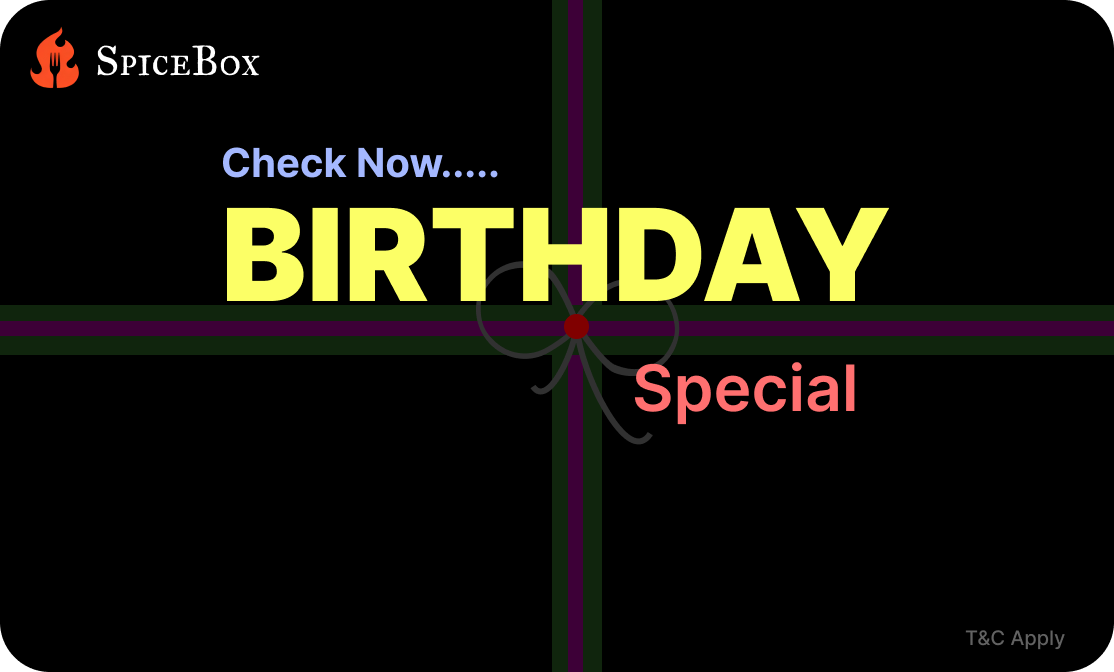 SpiceBox
Check Now.....
BIRTHDAY
Special
T&C Apply